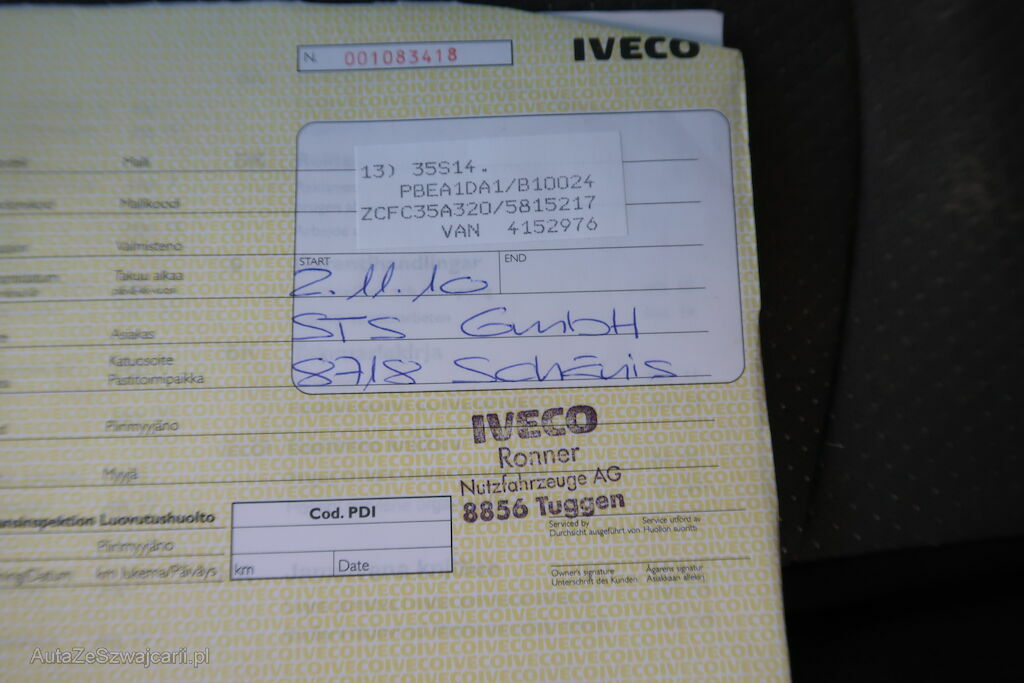 N. 001083418
IVECO
13) 35S14.
PBEA1DA1/B10024
ZCFC35A320/5815217
VAN 4152976
START
END
2.11.10
STS GmbH
8718 Schänis
Malli
Mallikoodi
Valmisteno
Takuu alkaa
Asiakas
Katuosoite
Postitoimipaikka
Piirimyyjäno
Myyjä
IVECO
Ronner
Nutzfahrzeuge AG
8856 Tuggen
Luovutushuolto
Piirimyyjäno
km lukema/Päiväys
Cod. PDI
km
Date
Serviced by
Service utförd av
Durchsicht ausgeführt von
Huollon suoritti
Owner's signature
Ägarens signatur
Unterschrift des Kunden
Asiakkaan allekirj
AutaZeSzwajcarii.pl